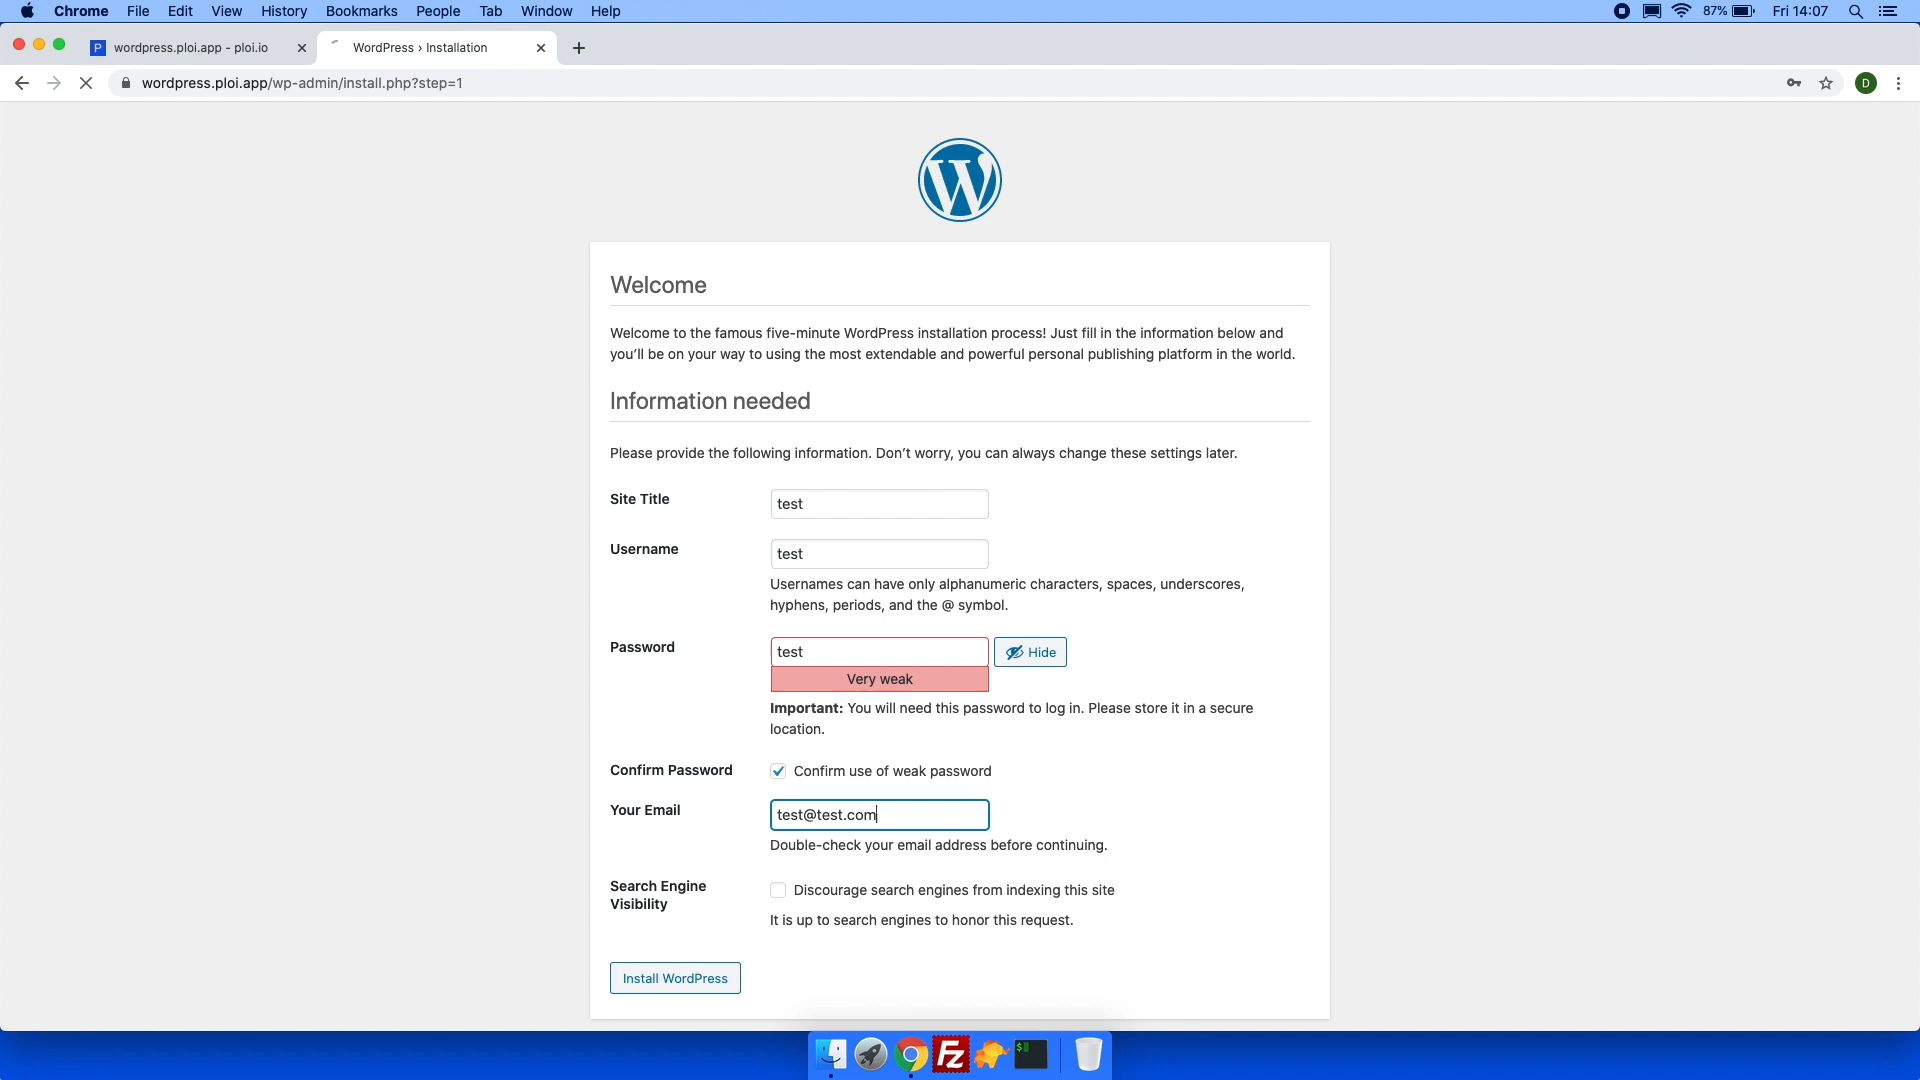 Chrome File Edit View History Bookmarks People Tab Window Help 87% Fri 14:07
P wordpress.ploi.app - ploi.io WordPress › Installation
wordpress.ploi.app/wp-admin/install.php?step=1 D
W
Welcome
Welcome to the famous five-minute WordPress installation process! Just fill in the information below and
you’ll be on your way to using the most extendable and powerful personal publishing platform in the world.
Information needed
Please provide the following information. Don’t worry, you can always change these settings later.
Site Title test
Username test
Usernames can have only alphanumeric characters, spaces, underscores,
hyphens, periods, and the @ symbol.
Password test Hide
Very weak
Important: You will need this password to log in. Please store it in a secure
location.
Confirm Password Confirm use of weak password
Your Email test@test.com
Double-check your email address before continuing.
Search Engine
Visibility
Discourage search engines from indexing this site
It is up to search engines to honor this request.
Install WordPress
Fz $